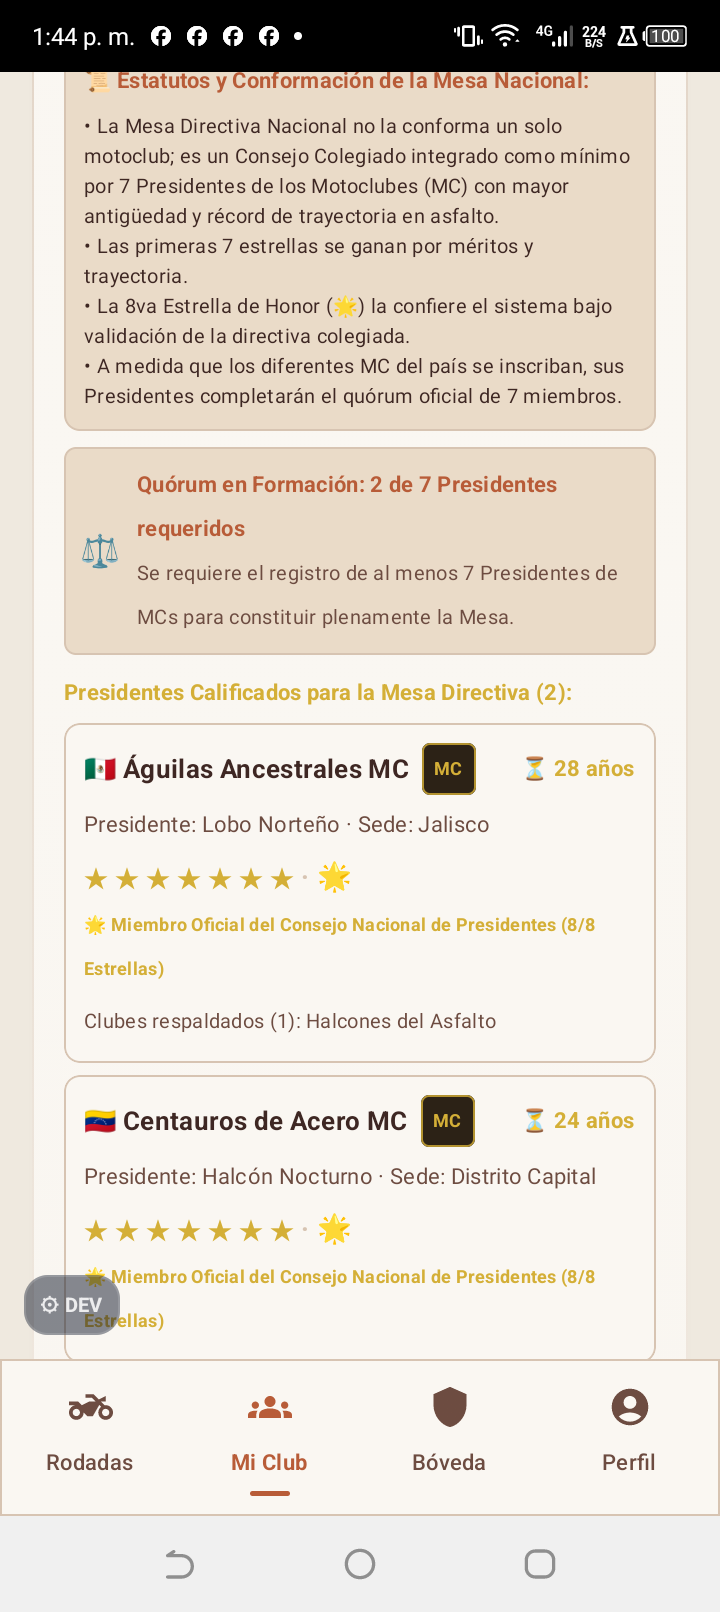 1:44 p. m.
4G
224
B/S
100
📜 Estatutos y Conformación de la Mesa Nacional:
• La Mesa Directiva Nacional no la conforma un solo
motoclub; es un Consejo Colegiado integrado como mínimo
por 7 Presidentes de los Motoclubes (MC) con mayor
antigüedad y récord de trayectoria en asfalto.
• Las primeras 7 estrellas se ganan por méritos y
trayectoria.
• La 8va Estrella de Honor (🌟) la confiere el sistema bajo
validación de la directiva colegiada.
• A medida que los diferentes MC del país se inscriban, sus
Presidentes completarán el quórum oficial de 7 miembros.
Quórum en Formación: 2 de 7 Presidentes
requeridos
Se requiere el registro de al menos 7 Presidentes de
MCs para constituir plenamente la Mesa.
Presidentes Calificados para la Mesa Directiva (2):
🇲🇽 Águilas Ancestrales MC MC ⏳ 28 años
Presidente: Lobo Norteño · Sede: Jalisco
★ ★ ★ ★ ★ ★ ★ · 🌟
🌟 Miembro Oficial del Consejo Nacional de Presidentes (8/8
Estrellas)
Clubes respaldados (1): Halcones del Asfalto
🇻🇪 Centauros de Acero MC MC ⏳ 24 años
Presidente: Halcón Nocturno · Sede: Distrito Capital
★ ★ ★ ★ ★ ★ ★ · 🌟
🌟 Miembro Oficial del Consejo Nacional de Presidentes (8/8
Estrellas)
DEV
Rodadas
Mi Club
Bóveda
Perfil